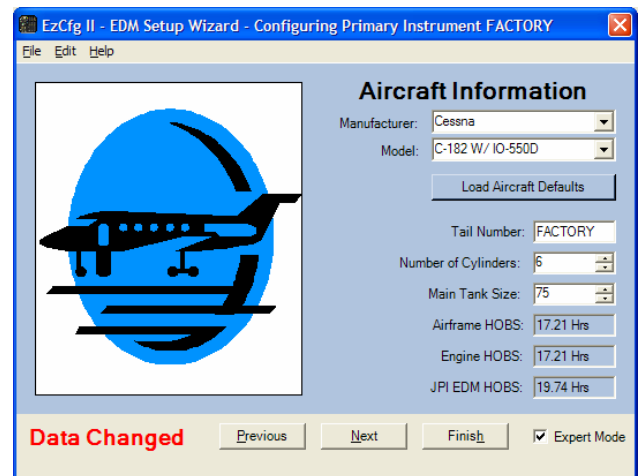 EzCfg II - EDM Setup Wizard - Configuring Primary Instrument FACTORY
File Edit Help
Aircraft Information
Manufacturer: Cessna
Model: C-182 W/ IO-550D
Load Aircraft Defaults
Tail Number: FACTORY
Number of Cylinders: 6
Main Tank Size: 75
Airframe HOBS: 17.21 Hrs
Engine HOBS: 17.21 Hrs
JPI EDM HOBS: 19.74 Hrs
Data Changed Previous Next Finish Expert Mode